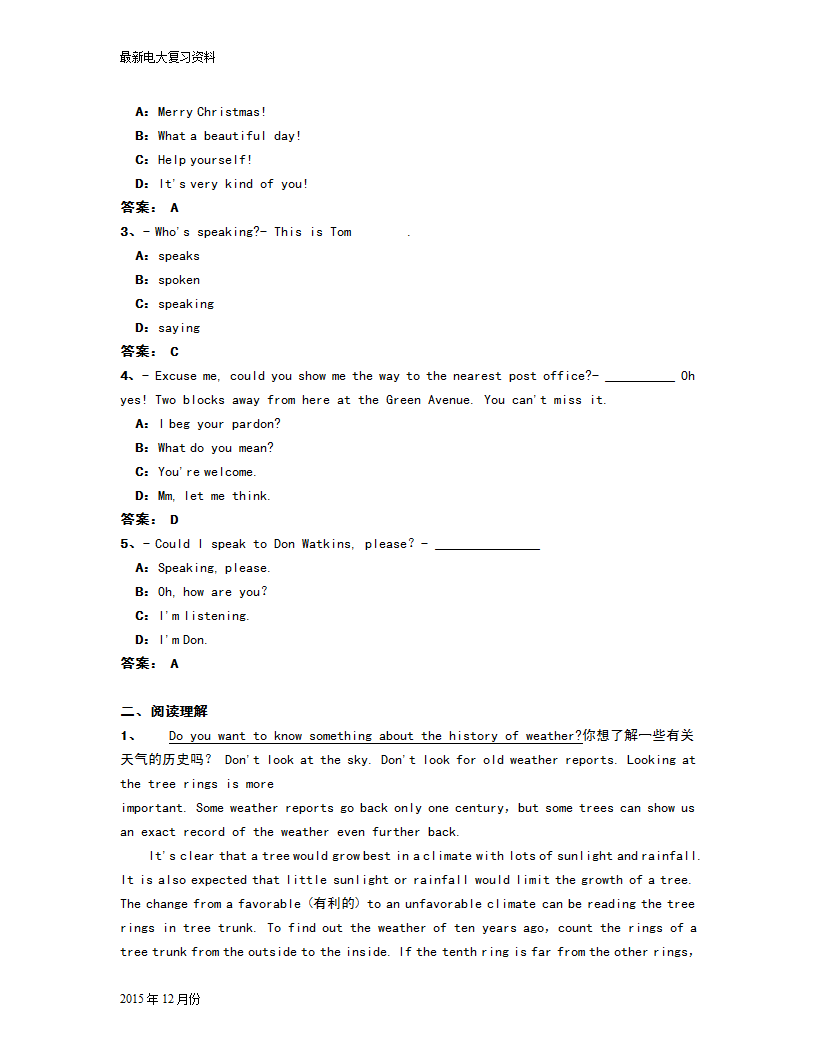 最新电大复习资料
A：Merry Christmas!
B：What a beautiful day!
C：Help yourself!
D：It's very kind of you!
答案： A
3、- Who's speaking?- This is Tom       .
A：speaks
B：spoken
C：speaking
D：saying
答案： C
4、- Excuse me, could you show me the way to the nearest post office?- __________ Oh
yes! Two blocks away from here at the Green Avenue. You can't miss it.
A：I beg your pardon?
B：What do you mean?
C：You're welcome.
D：Mm, let me think.
答案： D
5、- Could I speak to Don Watkins, please？- _______________
A：Speaking, please.
B：Oh, how are you?
C：I'm listening.
D：I'm Don.
答案： A
二、阅读理解
1、 Do you want to know something about the history of weather?你想了解一些有关
天气的历史吗？ Don't look at the sky. Don't look for old weather reports. Looking at
the tree rings is more
important. Some weather reports go back only one century，but some trees can show us
an exact record of the weather even further back.
It's clear that a tree would grow best in a climate with lots of sunlight and rainfall.
It is also expected that little sunlight or rainfall would limit the growth of a tree.
The change from a favorable（有利的）to an unfavorable climate can be reading the tree
rings in tree trunk. To find out the weather of ten years ago，count the rings of a
tree trunk from the outside to the inside. If the tenth ring is far from the other rings，
2015年12月份